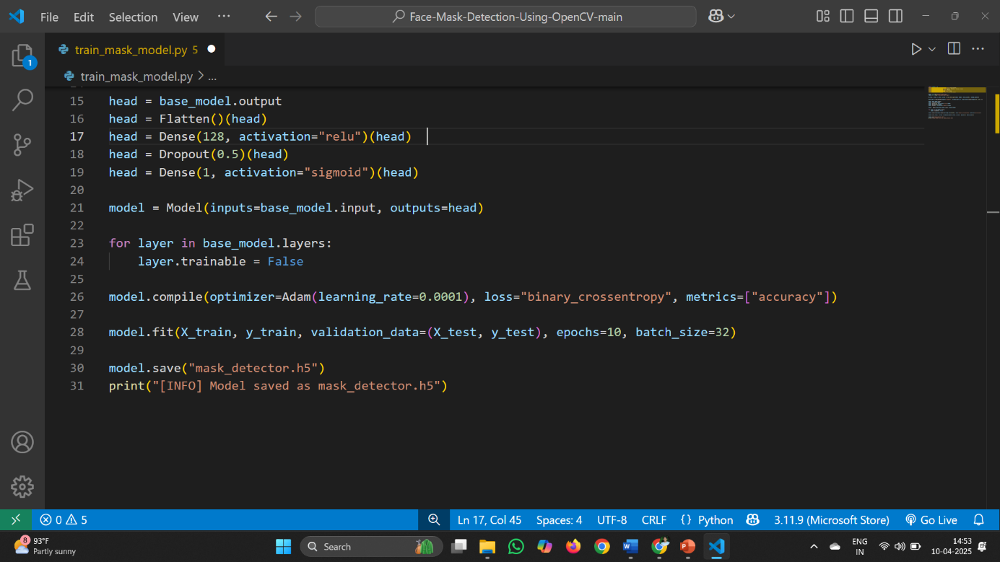 File Edit Selection View ··· Face-Mask-Detection-Using-OpenCV-main
1
train_mask_model.py 5
train_mask_model.py > ...
15 head = base_model.output
16 head = Flatten()(head)
17 head = Dense(128, activation="relu")(head)
18 head = Dropout(0.5)(head)
19 head = Dense(1, activation="sigmoid")(head)
20
21 model = Model(inputs=base_model.input, outputs=head)
22
23 for layer in base_model.layers:
24     layer.trainable = False
25
26 model.compile(optimizer=Adam(learning_rate=0.0001), loss="binary_crossentropy", metrics=["accuracy"])
27
28 model.fit(X_train, y_train, validation_data=(X_test, y_test), epochs=10, batch_size=32)
29
30 model.save("mask_detector.h5")
31 print("[INFO] Model saved as mask_detector.h5")
0 5 Ln 17, Col 45 Spaces: 4 UTF-8 CRLF {} Python 3.11.9 (Microsoft Store) Go Live
8 93°F
Partly sunny
Search
ENG
IN
14:53
10-04-2025